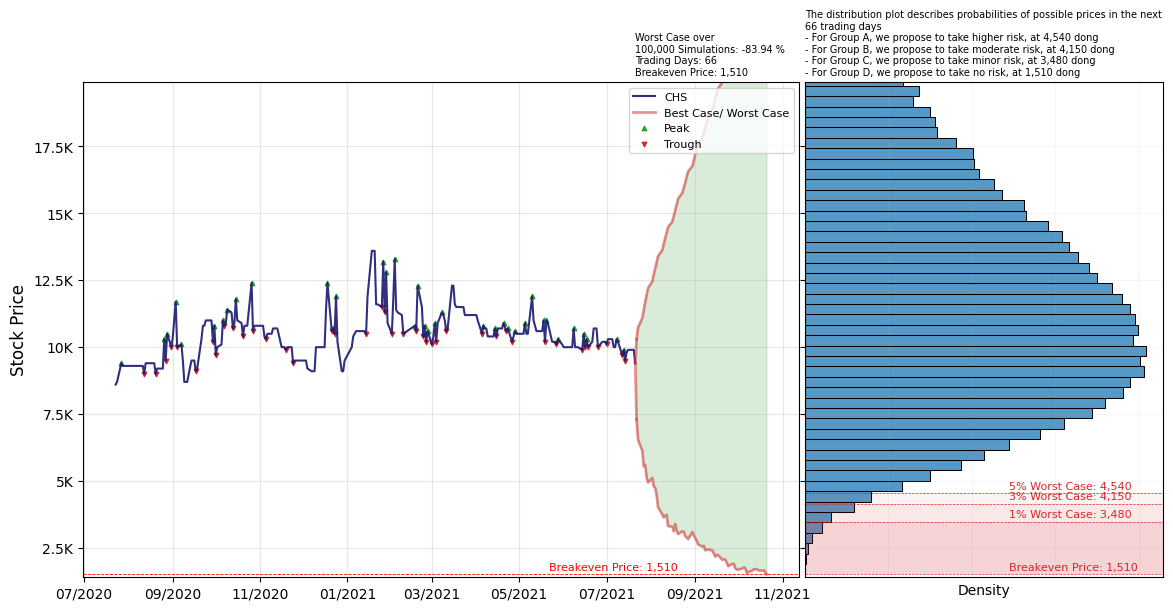 The distribution plot describes probabilities of possible prices in the next
66 trading days
- For Group A, we propose to take higher risk, at 4,540 dong
- For Group B, we propose to take moderate risk, at 4,150 dong
- For Group C, we propose to take minor risk, at 3,480 dong
- For Group D, we propose to take no risk, at 1,510 dong
Worst Case over
100,000 Simulations: -83.94 %
Trading Days: 66
Breakeven Price: 1,510
CHS
Best Case/ Worst Case
Peak
Trough
Stock Price
17.5K
15K
12.5K
10K
7.5K
5K
2.5K
Breakeven Price: 1,510
07/2020
09/2020
11/2020
01/2021
03/2021
05/2021
07/2021
09/2021
11/2021
5% Worst Case: 4,540
3% Worst Case: 4,150
1% Worst Case: 3,480
Breakeven Price: 1,510
Density